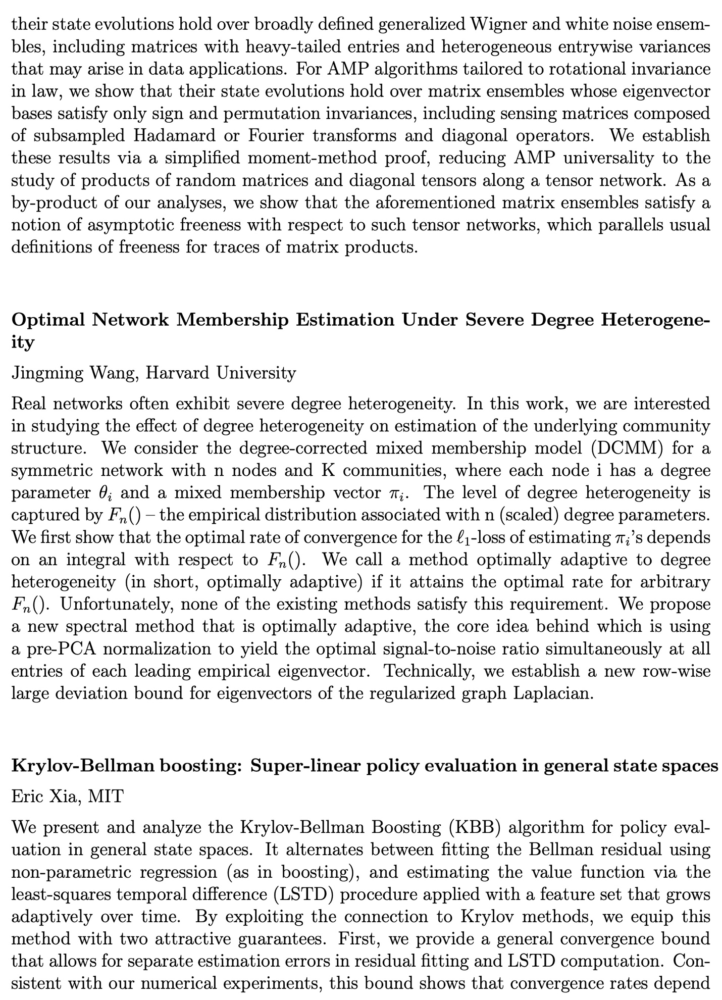 their state evolutions hold over broadly defined generalized Wigner and white noise ensem-
bles, including matrices with heavy-tailed entries and heterogeneous entrywise variances
that may arise in data applications. For AMP algorithms tailored to rotational invariance
in law, we show that their state evolutions hold over matrix ensembles whose eigenvector
bases satisfy only sign and permutation invariances, including sensing matrices composed
of subsampled Hadamard or Fourier transforms and diagonal operators. We establish
these results via a simplified moment-method proof, reducing AMP universality to the
study of products of random matrices and diagonal tensors along a tensor network. As a
by-product of our analyses, we show that the aforementioned matrix ensembles satisfy a
notion of asymptotic freeness with respect to such tensor networks, which parallels usual
definitions of freeness for traces of matrix products.
Optimal Network Membership Estimation Under Severe Degree Heterogene-
ity
Jingming Wang, Harvard University
Real networks often exhibit severe degree heterogeneity. In this work, we are interested
in studying the effect of degree heterogeneity on estimation of the underlying community
structure. We consider the degree-corrected mixed membership model (DCMM) for a
symmetric network with n nodes and K communities, where each node i has a degree
parameter θᵢ and a mixed membership vector πᵢ. The level of degree heterogeneity is
captured by Fₙ() – the empirical distribution associated with n (scaled) degree parameters.
We first show that the optimal rate of convergence for the ℓ₁-loss of estimating πᵢ's depends
on an integral with respect to Fₙ(). We call a method optimally adaptive to degree
heterogeneity (in short, optimally adaptive) if it attains the optimal rate for arbitrary
Fₙ(). Unfortunately, none of the existing methods satisfy this requirement. We propose
a new spectral method that is optimally adaptive, the core idea behind which is using
a pre-PCA normalization to yield the optimal signal-to-noise ratio simultaneously at all
entries of each leading empirical eigenvector. Technically, we establish a new row-wise
large deviation bound for eigenvectors of the regularized graph Laplacian.
Krylov-Bellman boosting: Super-linear policy evaluation in general state spaces
Eric Xia, MIT
We present and analyze the Krylov-Bellman Boosting (KBB) algorithm for policy eval-
uation in general state spaces. It alternates between fitting the Bellman residual using
non-parametric regression (as in boosting), and estimating the value function via the
least-squares temporal difference (LSTD) procedure applied with a feature set that grows
adaptively over time. By exploiting the connection to Krylov methods, we equip this
method with two attractive guarantees. First, we provide a general convergence bound
that allows for separate estimation errors in residual fitting and LSTD computation. Con-
sistent with our numerical experiments, this bound shows that convergence rates depend